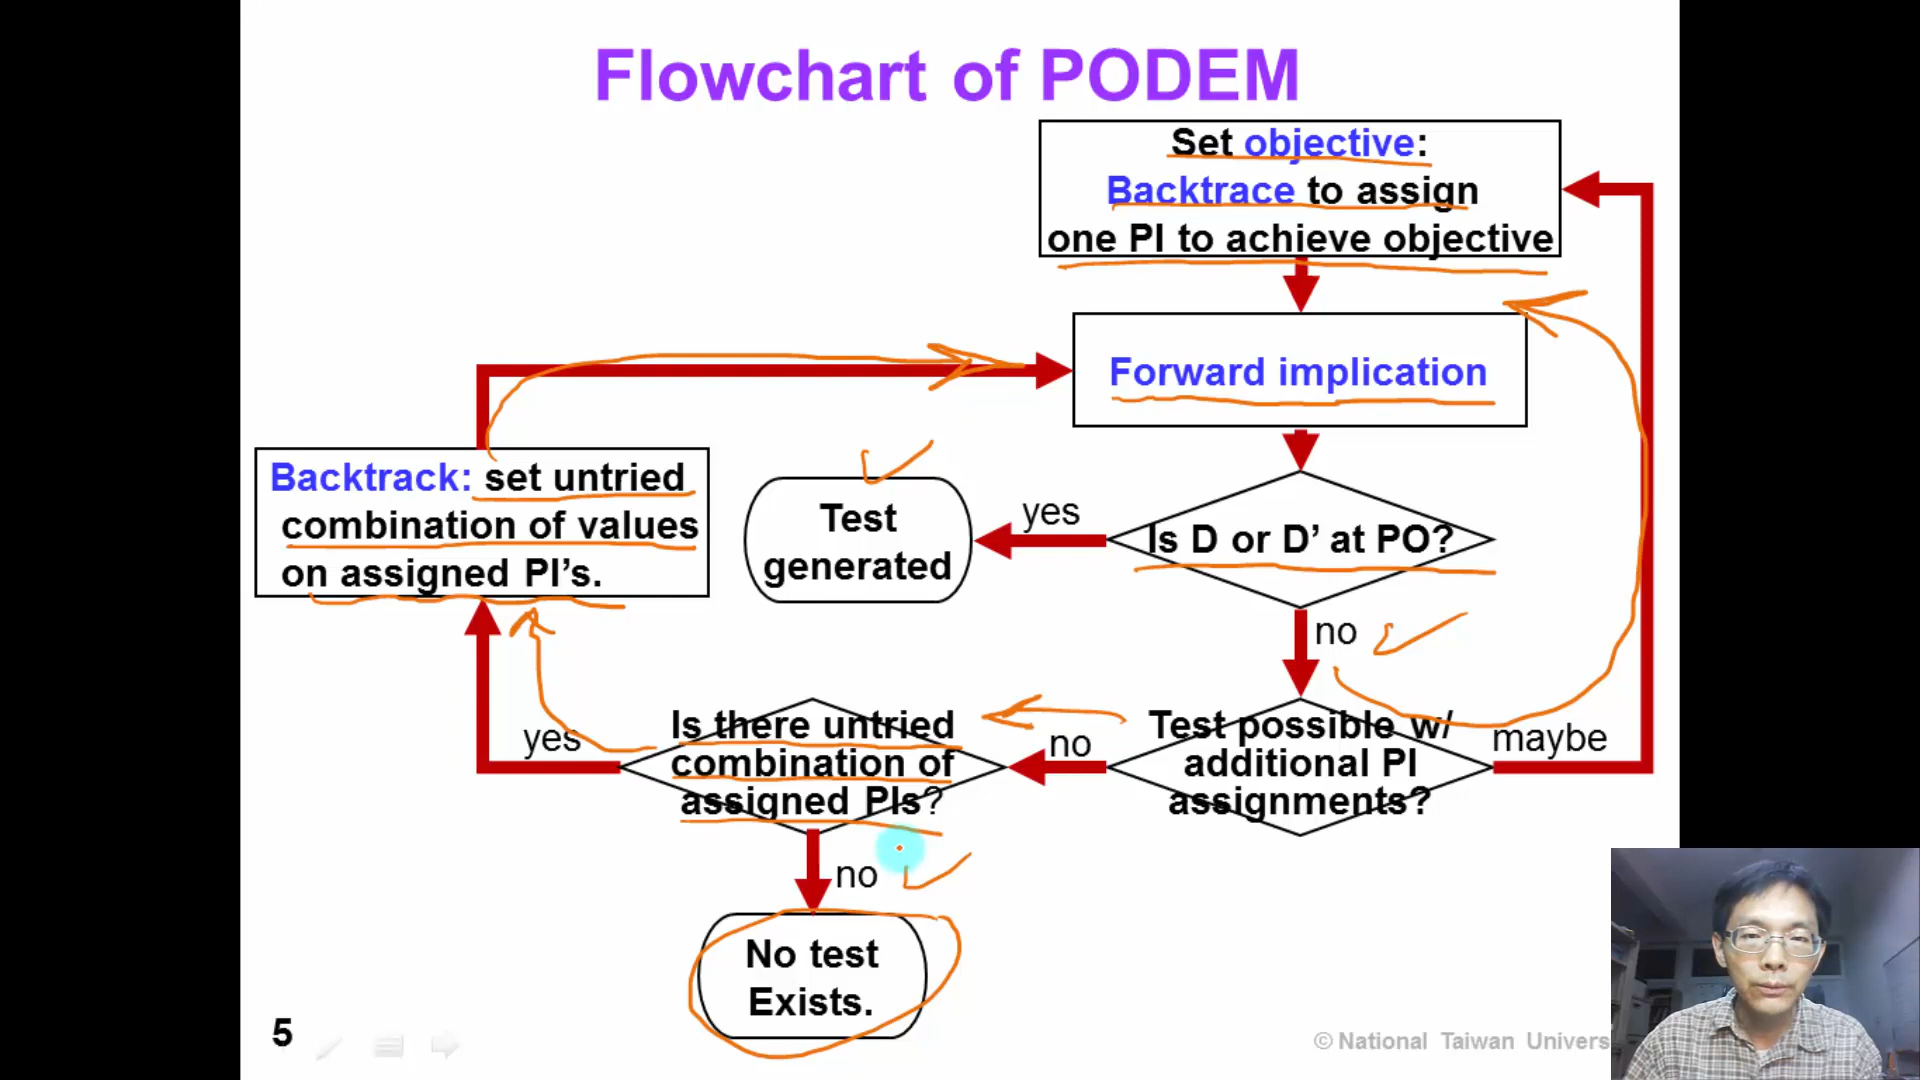 Flowchart of PODEM
Set objective:
Backtrace to assign
one PI to achieve objective
Forward implication
Backtrack: set untried
combination of values
on assigned PI's.
Test
generated
yes
Is D or D’ at PO?
no
Is there untried
combination of
assigned PIs?
yes
no
Test possible w/
additional PI
assignments?
maybe
no
No test
Exists.
5
© National Taiwan Univers